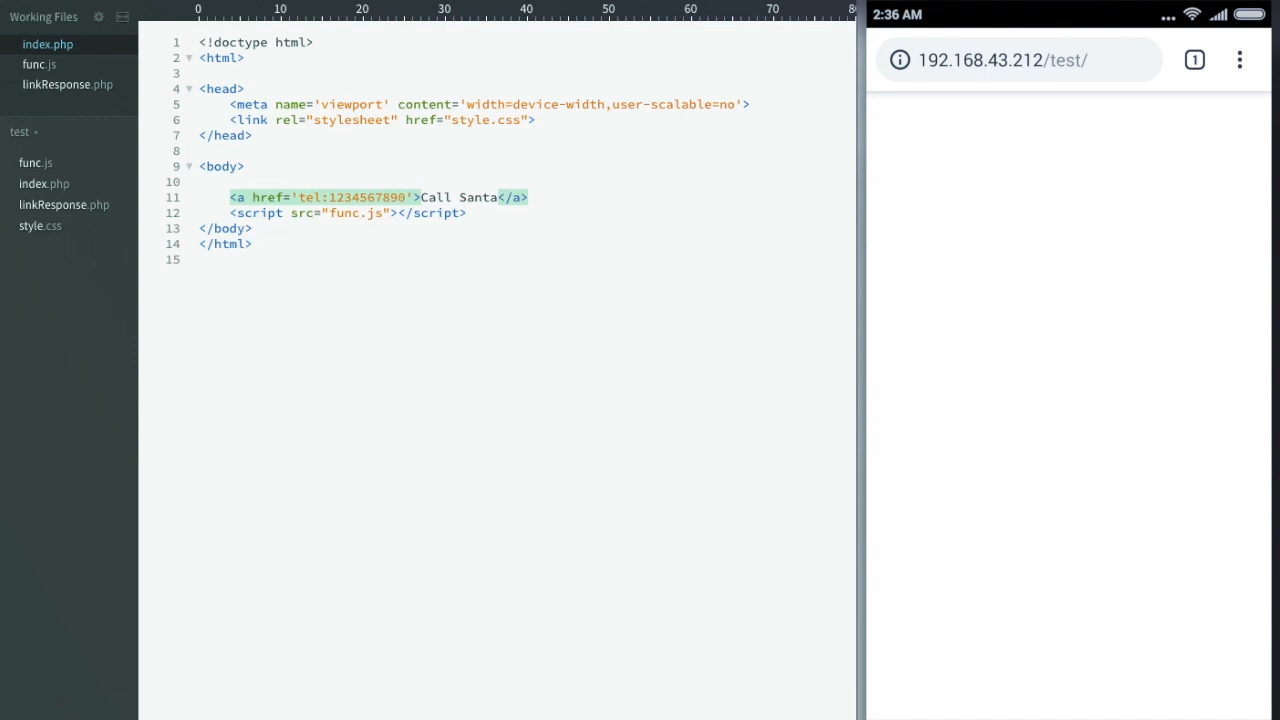 Working Files
index.php
func.js
linkResponse.php
test
func.js
index.php
linkResponse.php
style.css
0 10 20 30 40 50 60 70 80
1 <!doctype html>
2 <html>
3
4 <head>
5 <meta name='viewport' content='width=device-width,user-scalable=no'>
6 <link rel="stylesheet" href="style.css">
7 </head>
8
9 <body>
10
11 <a href='tel:1234567890'>Call Santa</a>
12 <script src="func.js"></script>
13 </body>
14 </html>
15
2:36 AM
192.168.43.212/test/
1